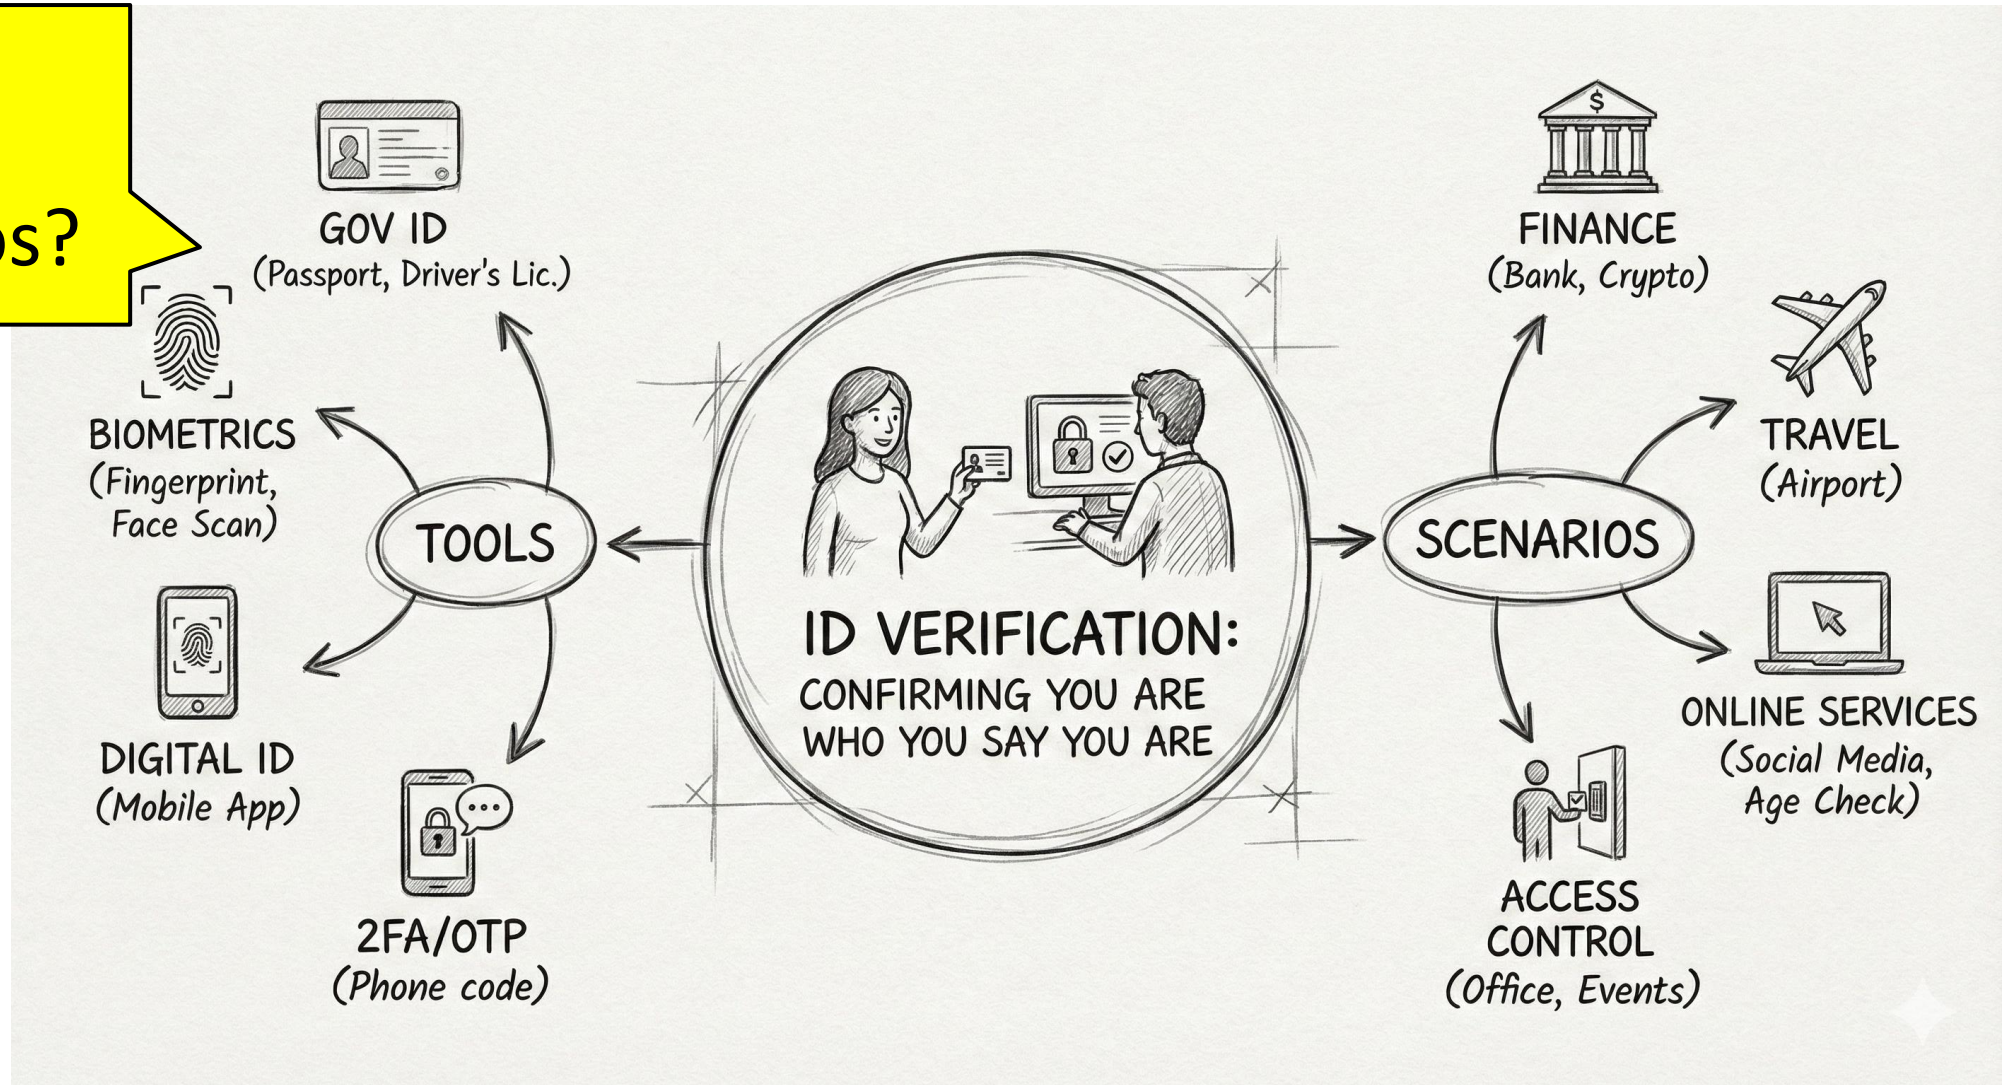 GOV ID
(Passport, Driver's Lic.)
BIOMETRICS
(Fingerprint,
Face Scan)
TOOLS
DIGITAL ID
(Mobile App)
2FA/OTP
(Phone code)
ID VERIFICATION:
CONFIRMING YOU ARE
WHO YOU SAY YOU ARE
$
FINANCE
(Bank, Crypto)
TRAVEL
(Airport)
SCENARIOS
ONLINE SERVICES
(Social Media,
Age Check)
ACCESS
CONTROL
(Office, Events)